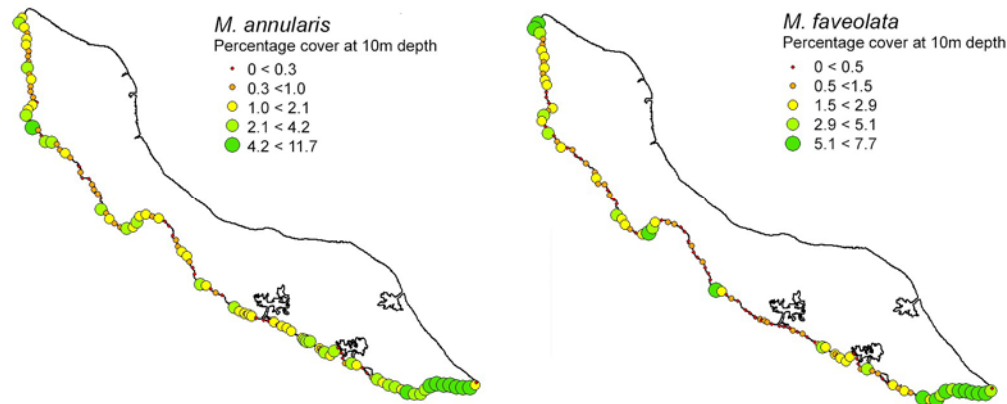 M. annularis
Percentage cover at 10m depth
0 < 0.3
0.3 <1.0
1.0 < 2.1
2.1 < 4.2
4.2 < 11.7
M. faveolata
Percentage cover at 10m depth
0 < 0.5
0.5 <1.5
1.5 < 2.9
2.9 < 5.1
5.1 < 7.7